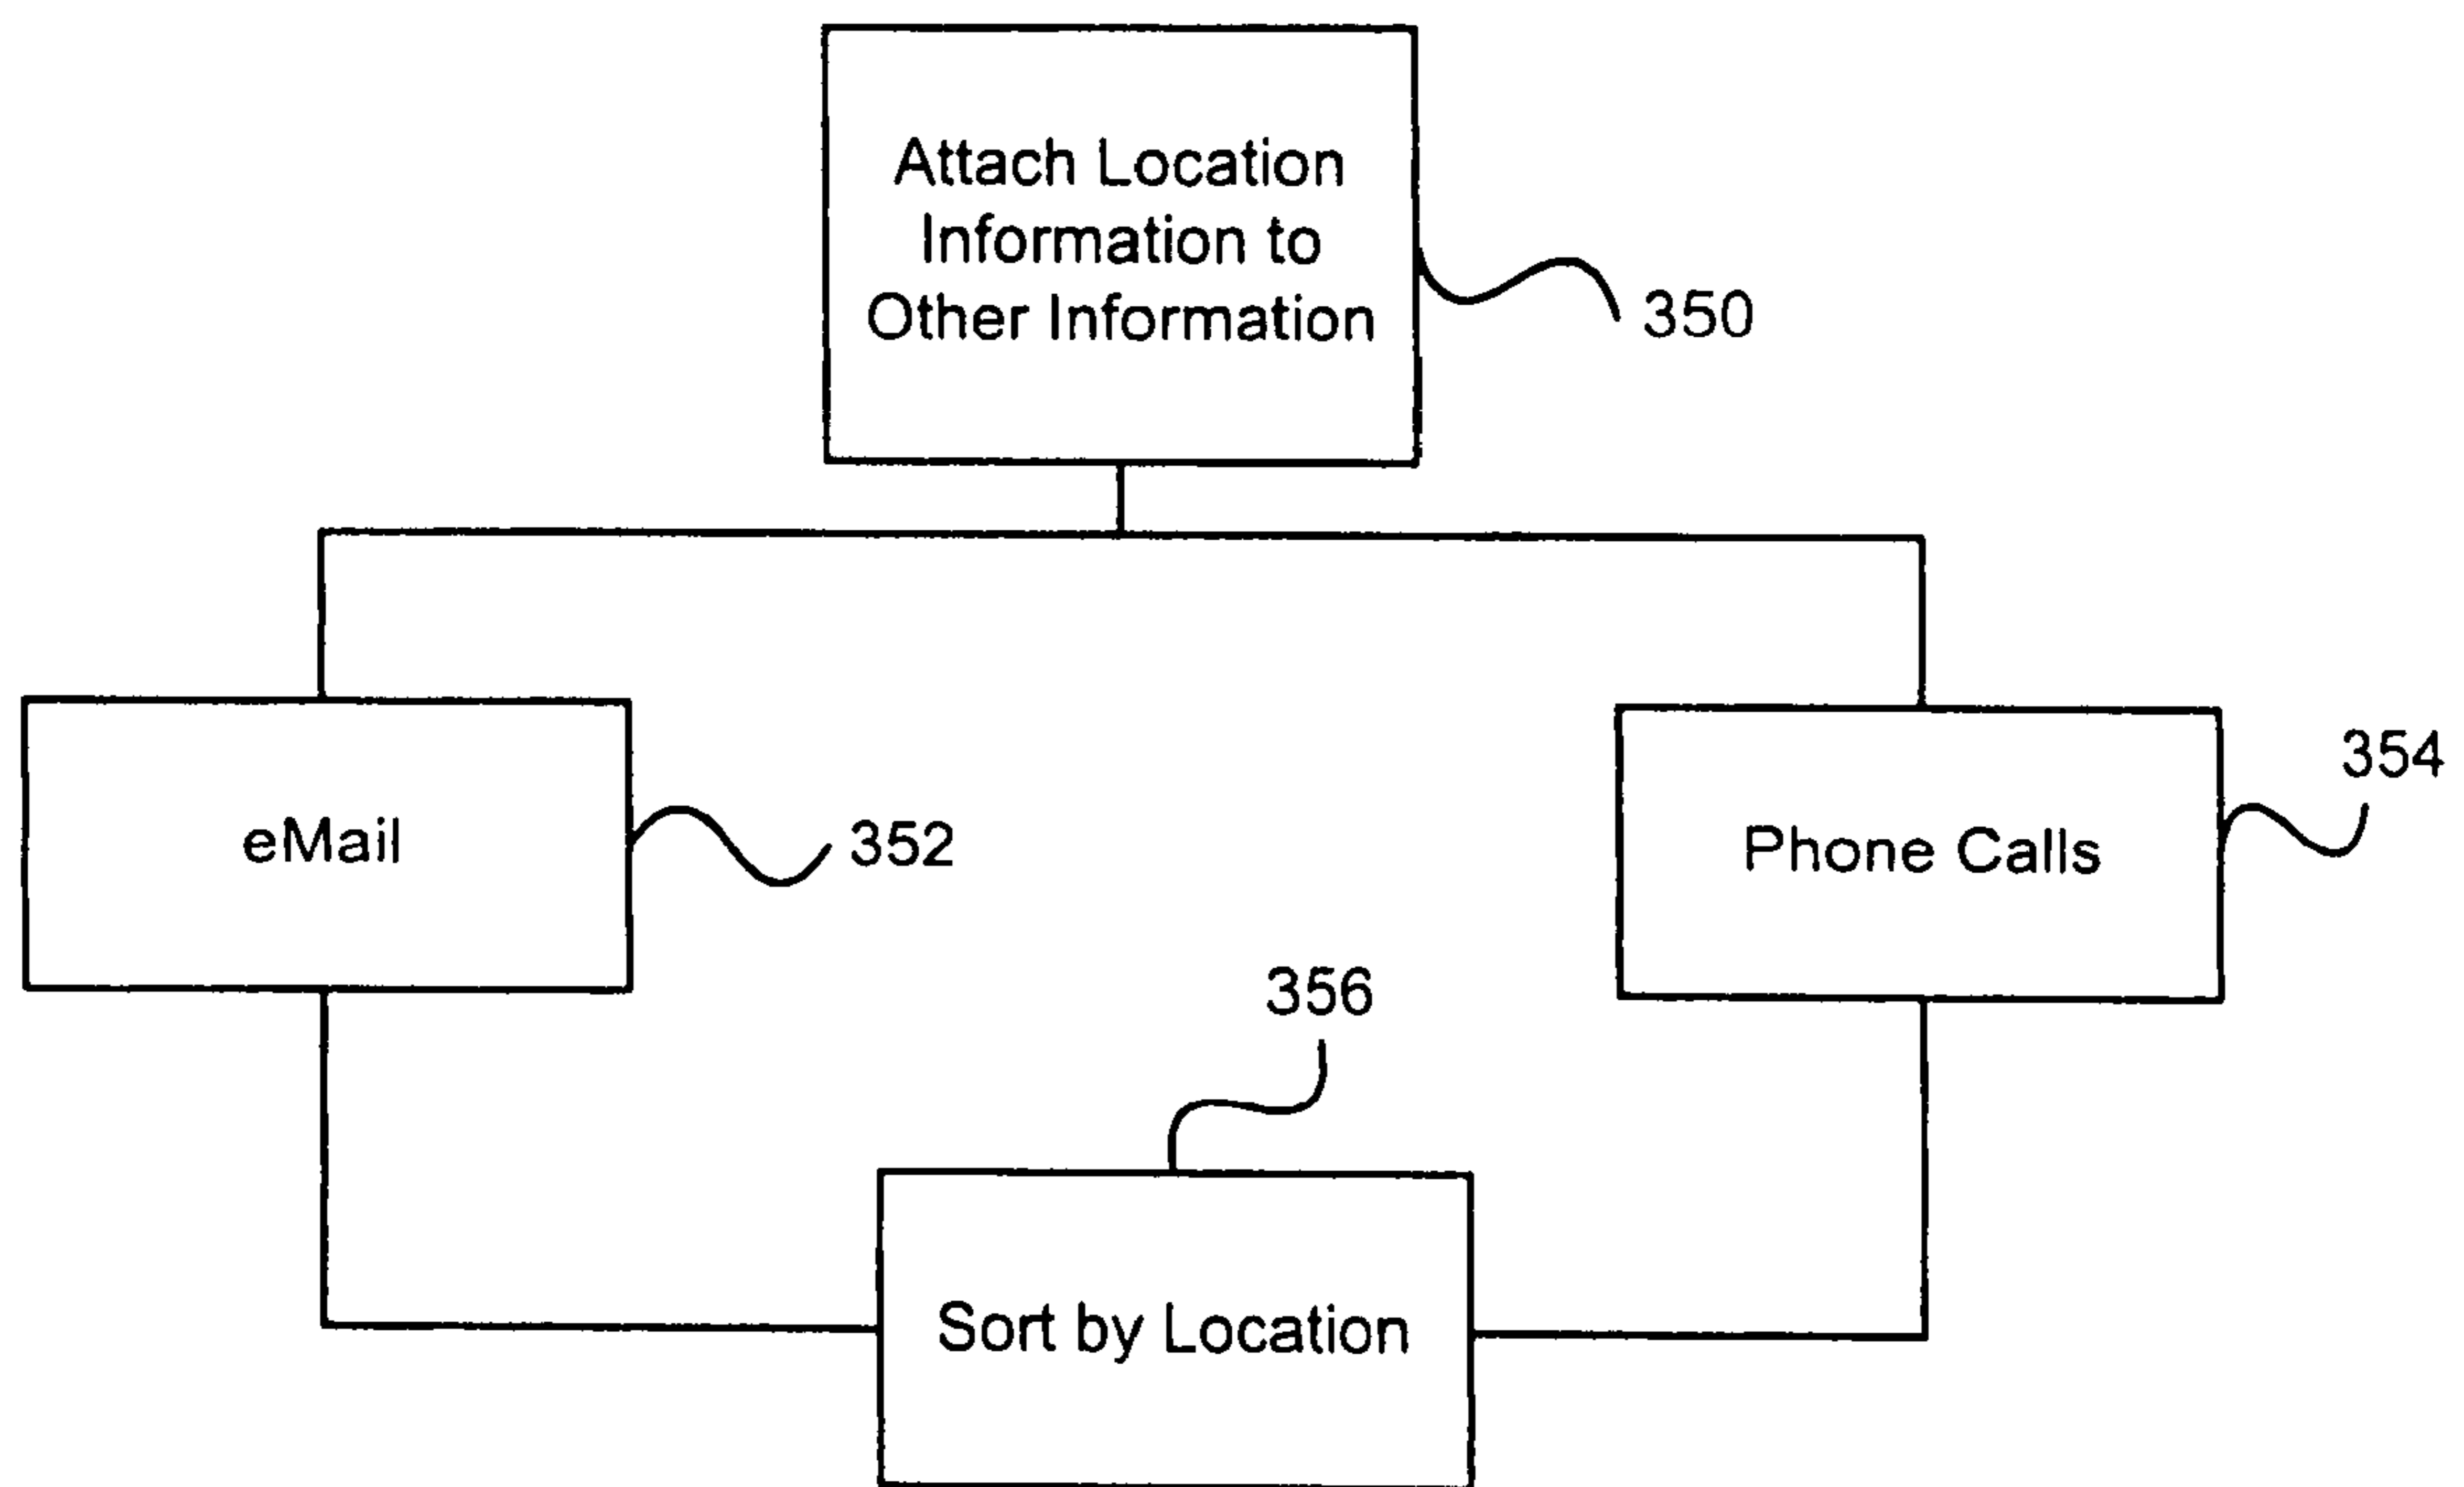 Attach Location
Information to
Other Information
350
eMail
352
Phone Calls
354
356
Sort by Location